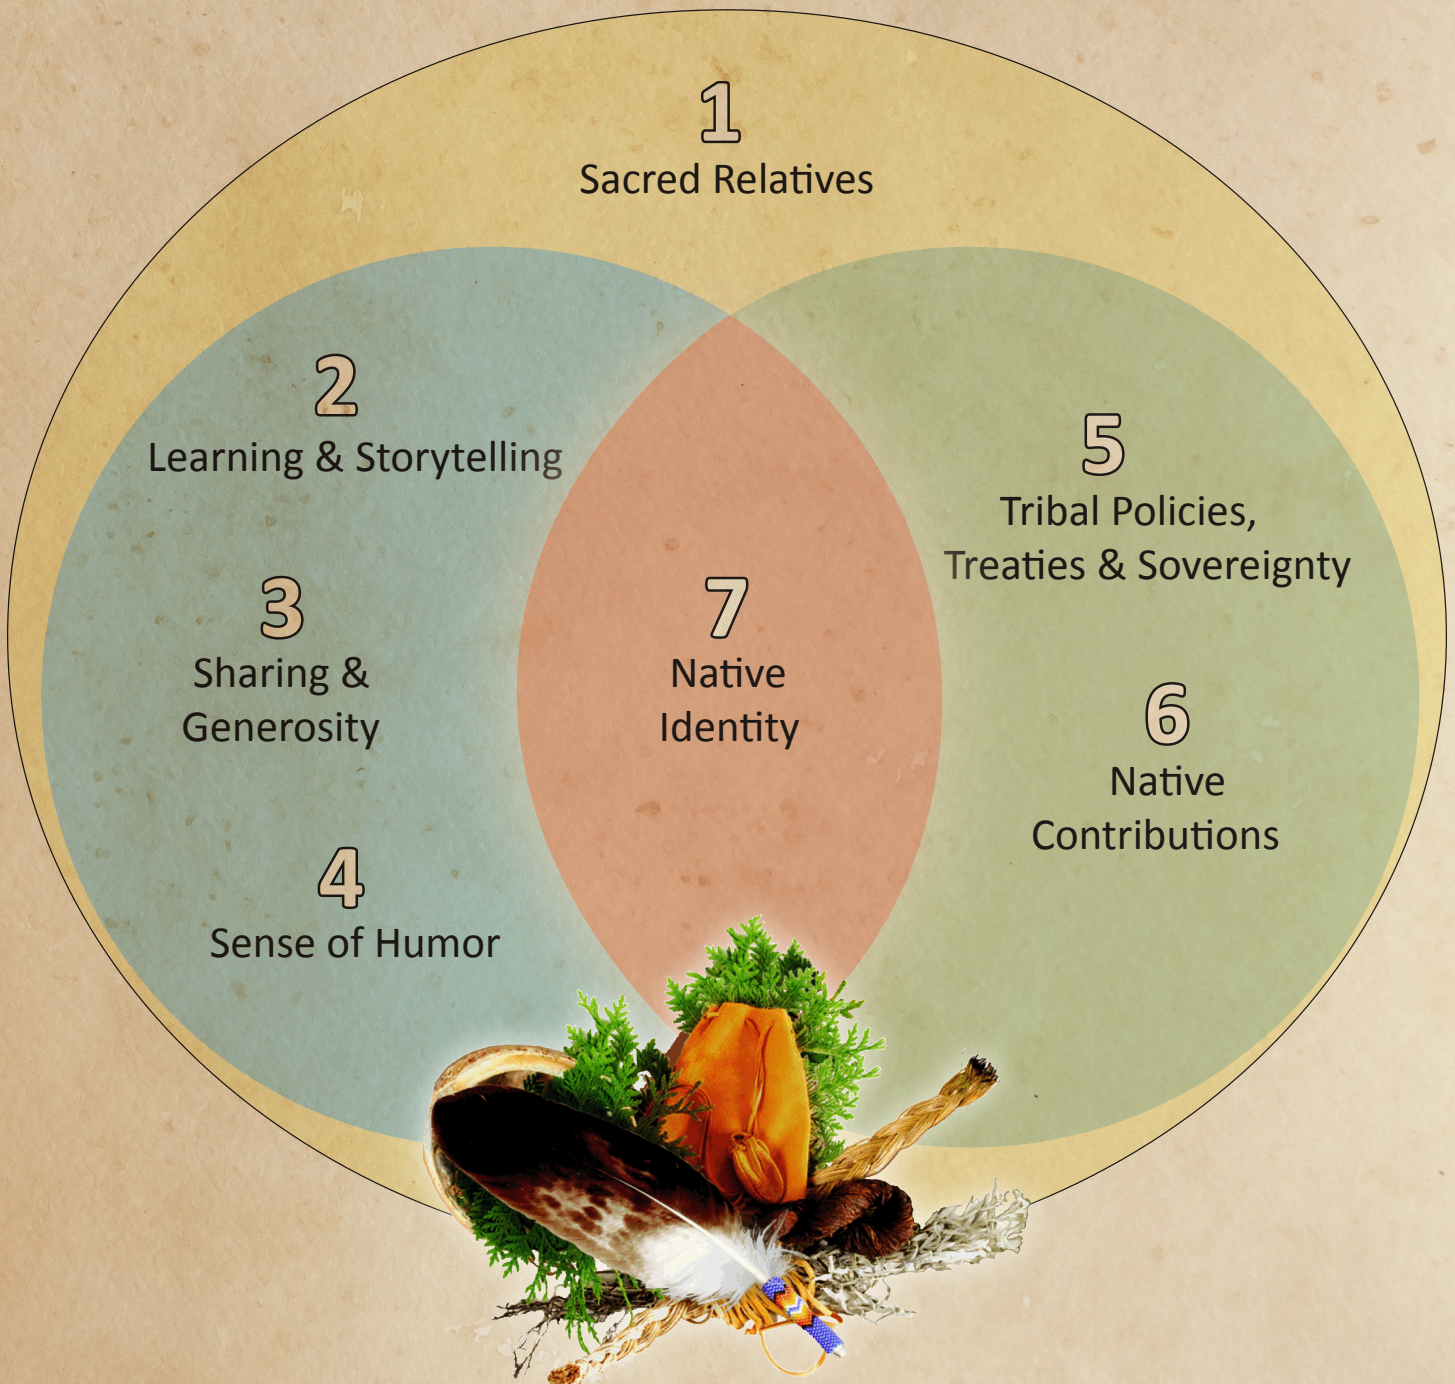 1
Sacred Relatives
2
Learning & Storytelling
3
Sharing &
Generosity
4
Sense of Humor
5
Tribal Policies,
Treaties & Sovereignty
6
Native
Contributions
7
Native
Identity